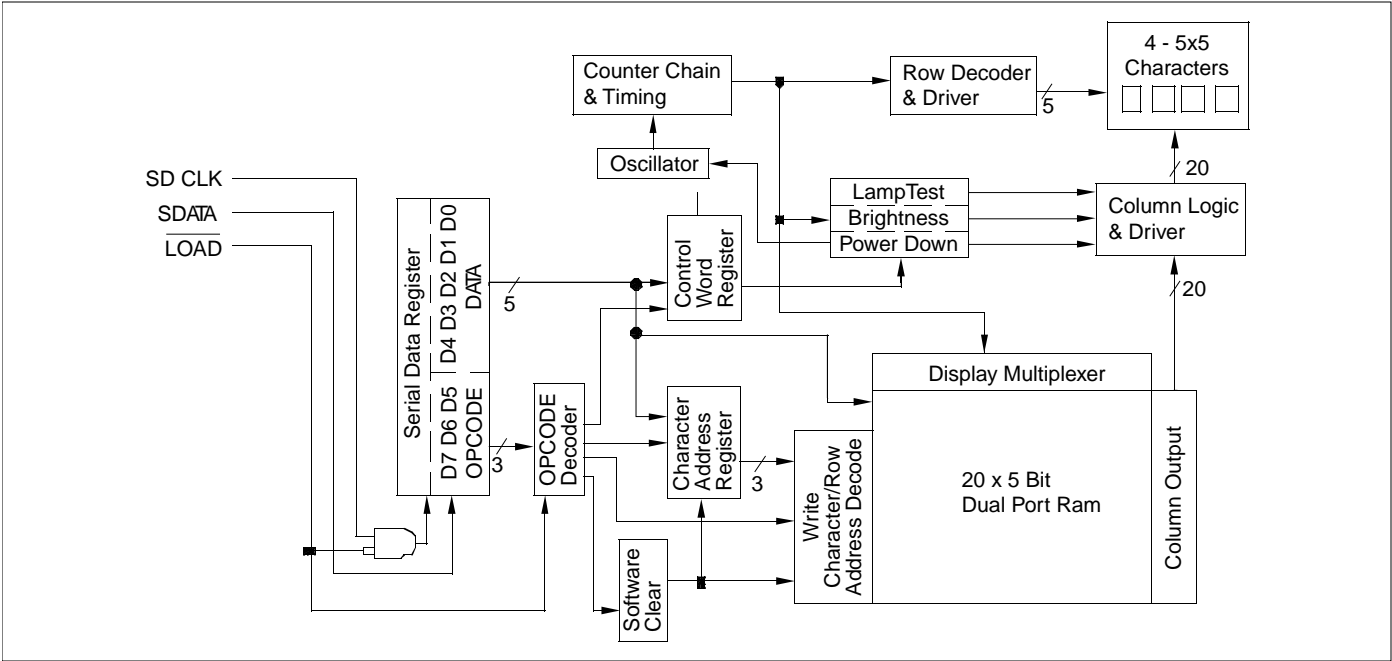 4 - 5x5
Characters
Counter Chain
& Timing
Row Decoder
& Driver
5
Oscillator
20
SD CLK
SDATA
LOAD
LampTest
Brightness
Power Down
Column Logic
& Driver
Serial Data Register
D4 D3 D2 D1 D0
DATA
D7 D6 D5
OPCODE
5
3
Control
Word
Register
20
OPCODE
Decoder
Character
Address
Register
3
Display Multiplexer
Write
Character/Row
Address Decode
20 x 5 Bit
Dual Port Ram
Column Output
Software
Clear